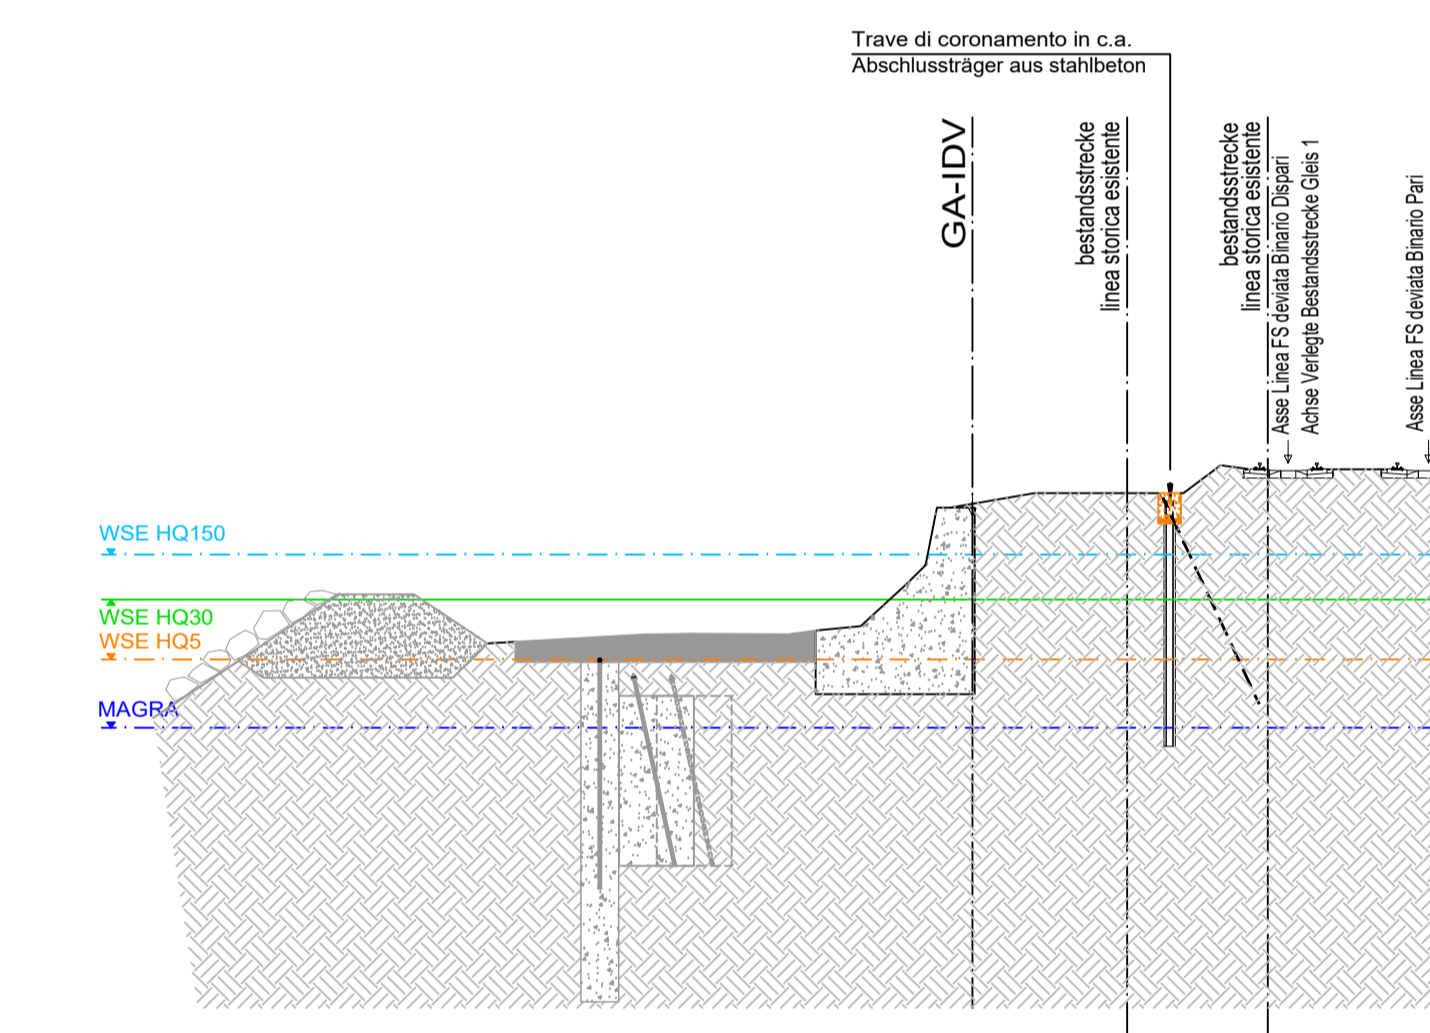 Trave di coronamento in c.a.
Abschlussträger aus stahlbeton
GA-IDV
bestandsstrecke
linea storica esistente
bestandsstrecke
linea storica esistente
Asse Linea FS deviata Binario Dispari
Achse Verlegte Bestandsstrecke Gleis 1
Asse Linea FS deviata Binario Pari
WSE HQ150
WSE HQ30
WSE HQ5
MAGRA